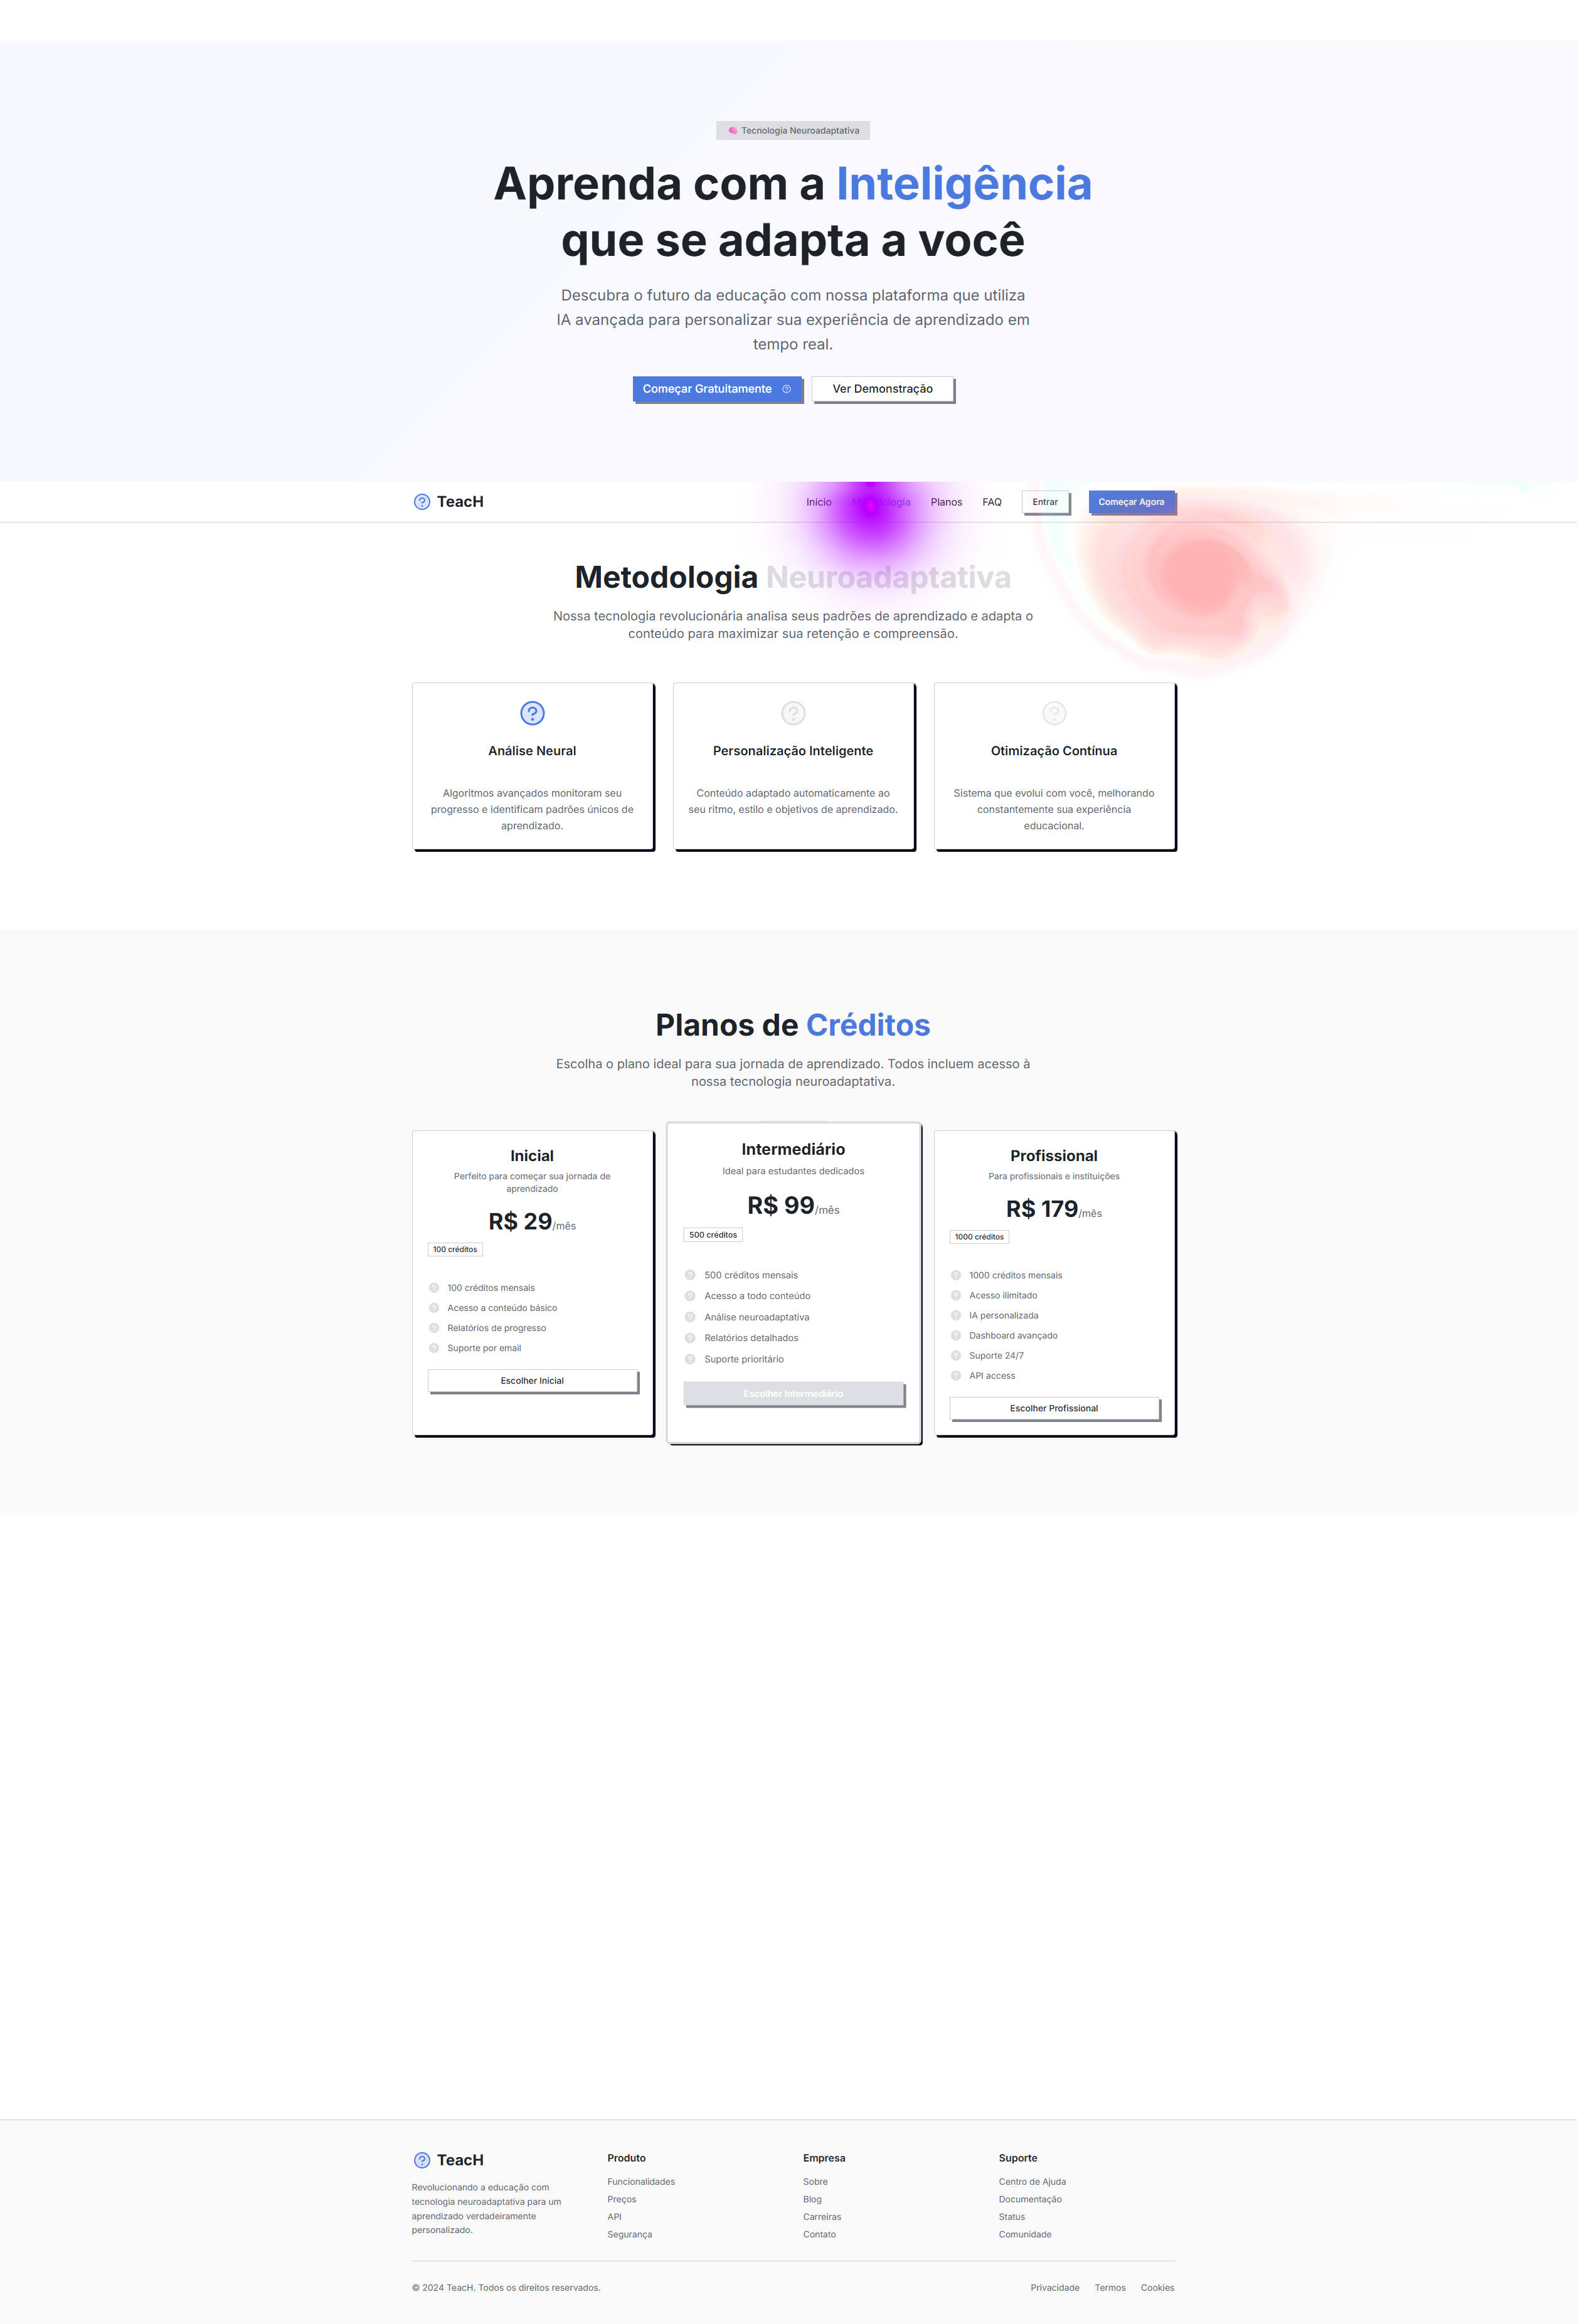 Tecnologia Neuroadaptativa
Aprenda com a Inteligência
que se adapta a você
Descubra o futuro da educação com nossa plataforma que utiliza
IA avançada para personalizar sua experiência de aprendizado em
tempo real.
Começar Gratuitamente
Ver Demonstração
TeacH
Início
Metodologia
Planos
FAQ
Entrar
Começar Agora
Metodologia Neuroadaptativa
Nossa tecnologia revolucionária analisa seus padrões de aprendizado e adapta o
conteúdo para maximizar sua retenção e compreensão.
Análise Neural
Algoritmos avançados monitoram seu
progresso e identificam padrões únicos de
aprendizado.
Personalização Inteligente
Conteúdo adaptado automaticamente ao
seu ritmo, estilo e objetivos de aprendizado.
Otimização Contínua
Sistema que evolui com você, melhorando
constantemente sua experiência
educacional.
Planos de Créditos
Escolha o plano ideal para sua jornada de aprendizado. Todos incluem acesso à
nossa tecnologia neuroadaptativa.
Inicial
Perfeito para começar sua jornada de
aprendizado
R$ 29/mês
100 créditos
100 créditos mensais
Acesso a conteúdo básico
Relatórios de progresso
Suporte por email
Escolher Inicial
Intermediário
Ideal para estudantes dedicados
R$ 99/mês
500 créditos
500 créditos mensais
Acesso a todo conteúdo
Análise neuroadaptativa
Relatórios detalhados
Suporte prioritário
Escolher Intermediário
Profissional
Para profissionais e instituições
R$ 179/mês
1000 créditos
1000 créditos mensais
Acesso ilimitado
IA personalizada
Dashboard avançado
Suporte 24/7
API access
Escolher Profissional
TeacH
Revolucionando a educação com
tecnologia neuroadaptativa para um
aprendizado verdadeiramente
personalizado.
Produto
Funcionalidades
Preços
API
Segurança
Empresa
Sobre
Blog
Carreiras
Contato
Suporte
Centro de Ajuda
Documentação
Status
Comunidade
© 2024 TeacH. Todos os direitos reservados.
Privacidade
Termos
Cookies